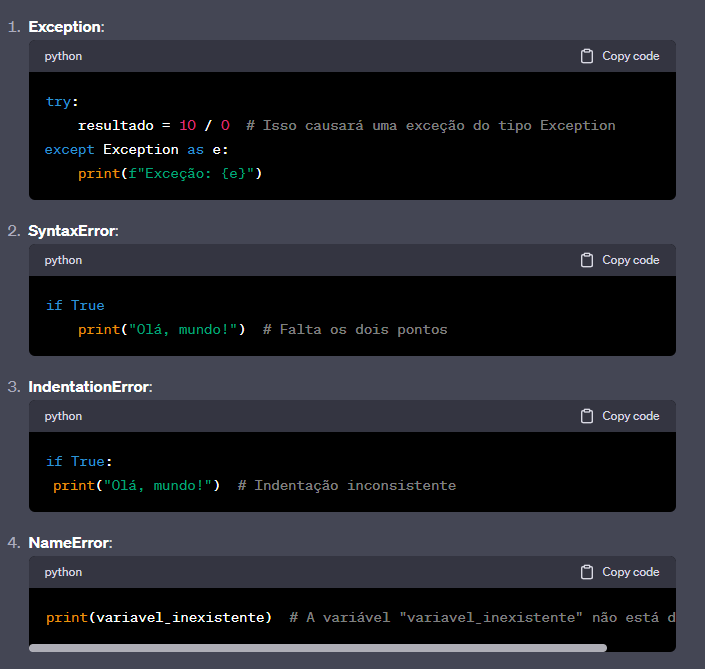 1. Exception:
python Copy code
try:
    resultado = 10 / 0  # Isso causará uma exceção do tipo Exception
except Exception as e:
    print(f"Exceção: {e}")
2. SyntaxError:
python Copy code
if True
    print("Olá, mundo!")  # Falta os dois pontos
3. IndentationError:
python Copy code
if True:
 print("Olá, mundo!")  # Indentação inconsistente
4. NameError:
python Copy code
print(variavel_inexistente)  # A variável "variavel_inexistente" não está d